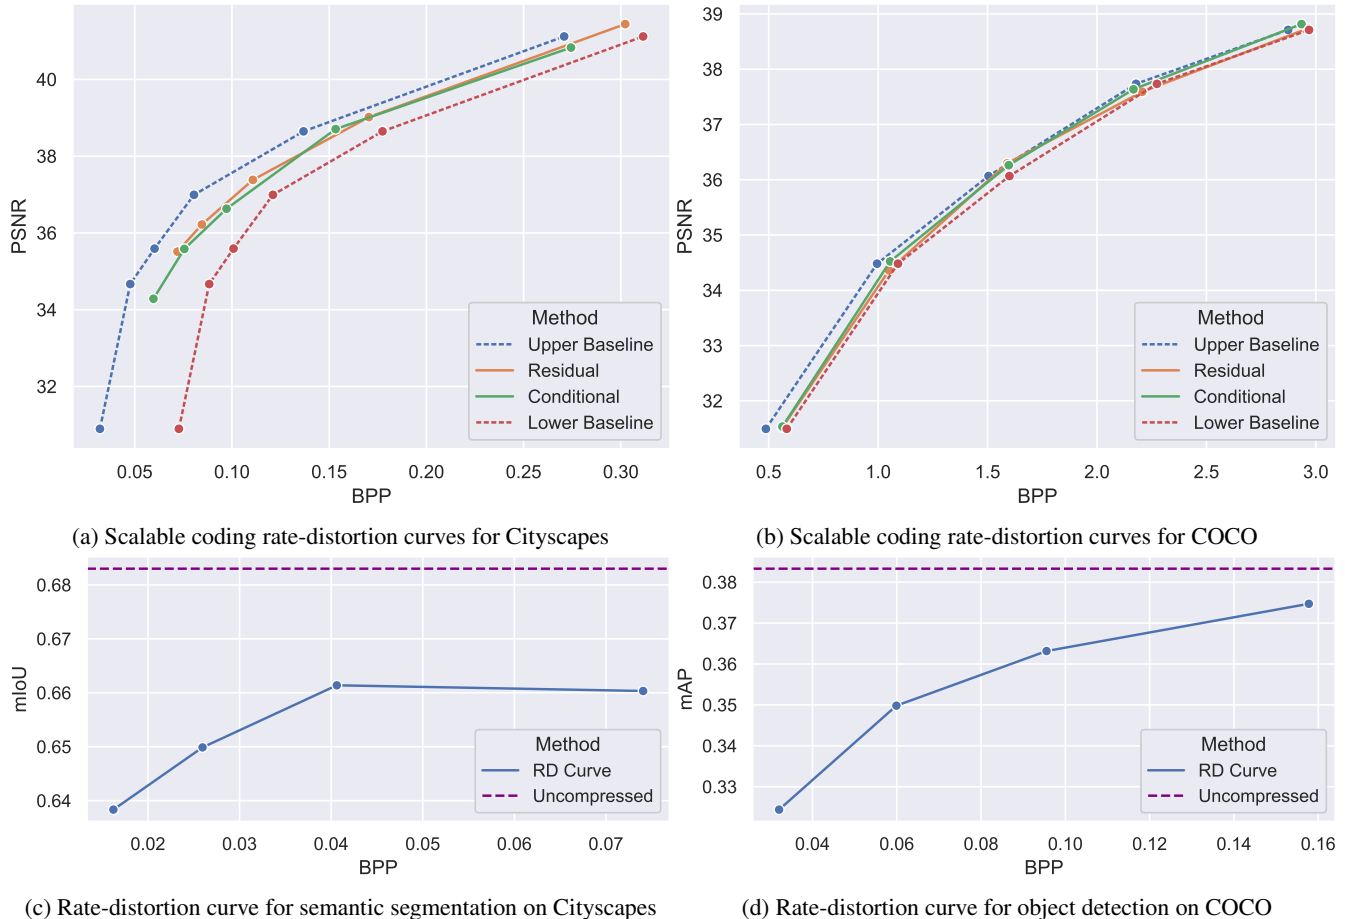 40
38
36
34
32
PSNR
0.05 0.10 0.15 0.20 0.25 0.30
BPP
Method
Upper Baseline
Residual
Conditional
Lower Baseline
(a) Scalable coding rate-distortion curves for Cityscapes
39
38
37
36
35
34
33
32
PSNR
0.5 1.0 1.5 2.0 2.5 3.0
BPP
Method
Upper Baseline
Residual
Conditional
Lower Baseline
(b) Scalable coding rate-distortion curves for COCO
0.68
0.67
0.66
0.65
0.64
mIoU
0.02 0.03 0.04 0.05 0.06 0.07
BPP
Method
RD Curve
Uncompressed
(c) Rate-distortion curve for semantic segmentation on Cityscapes
0.38
0.37
0.36
0.35
0.34
0.33
mAP
0.04 0.06 0.08 0.10 0.12 0.14 0.16
BPP
Method
RD Curve
Uncompressed
(d) Rate-distortion curve for object detection on COCO